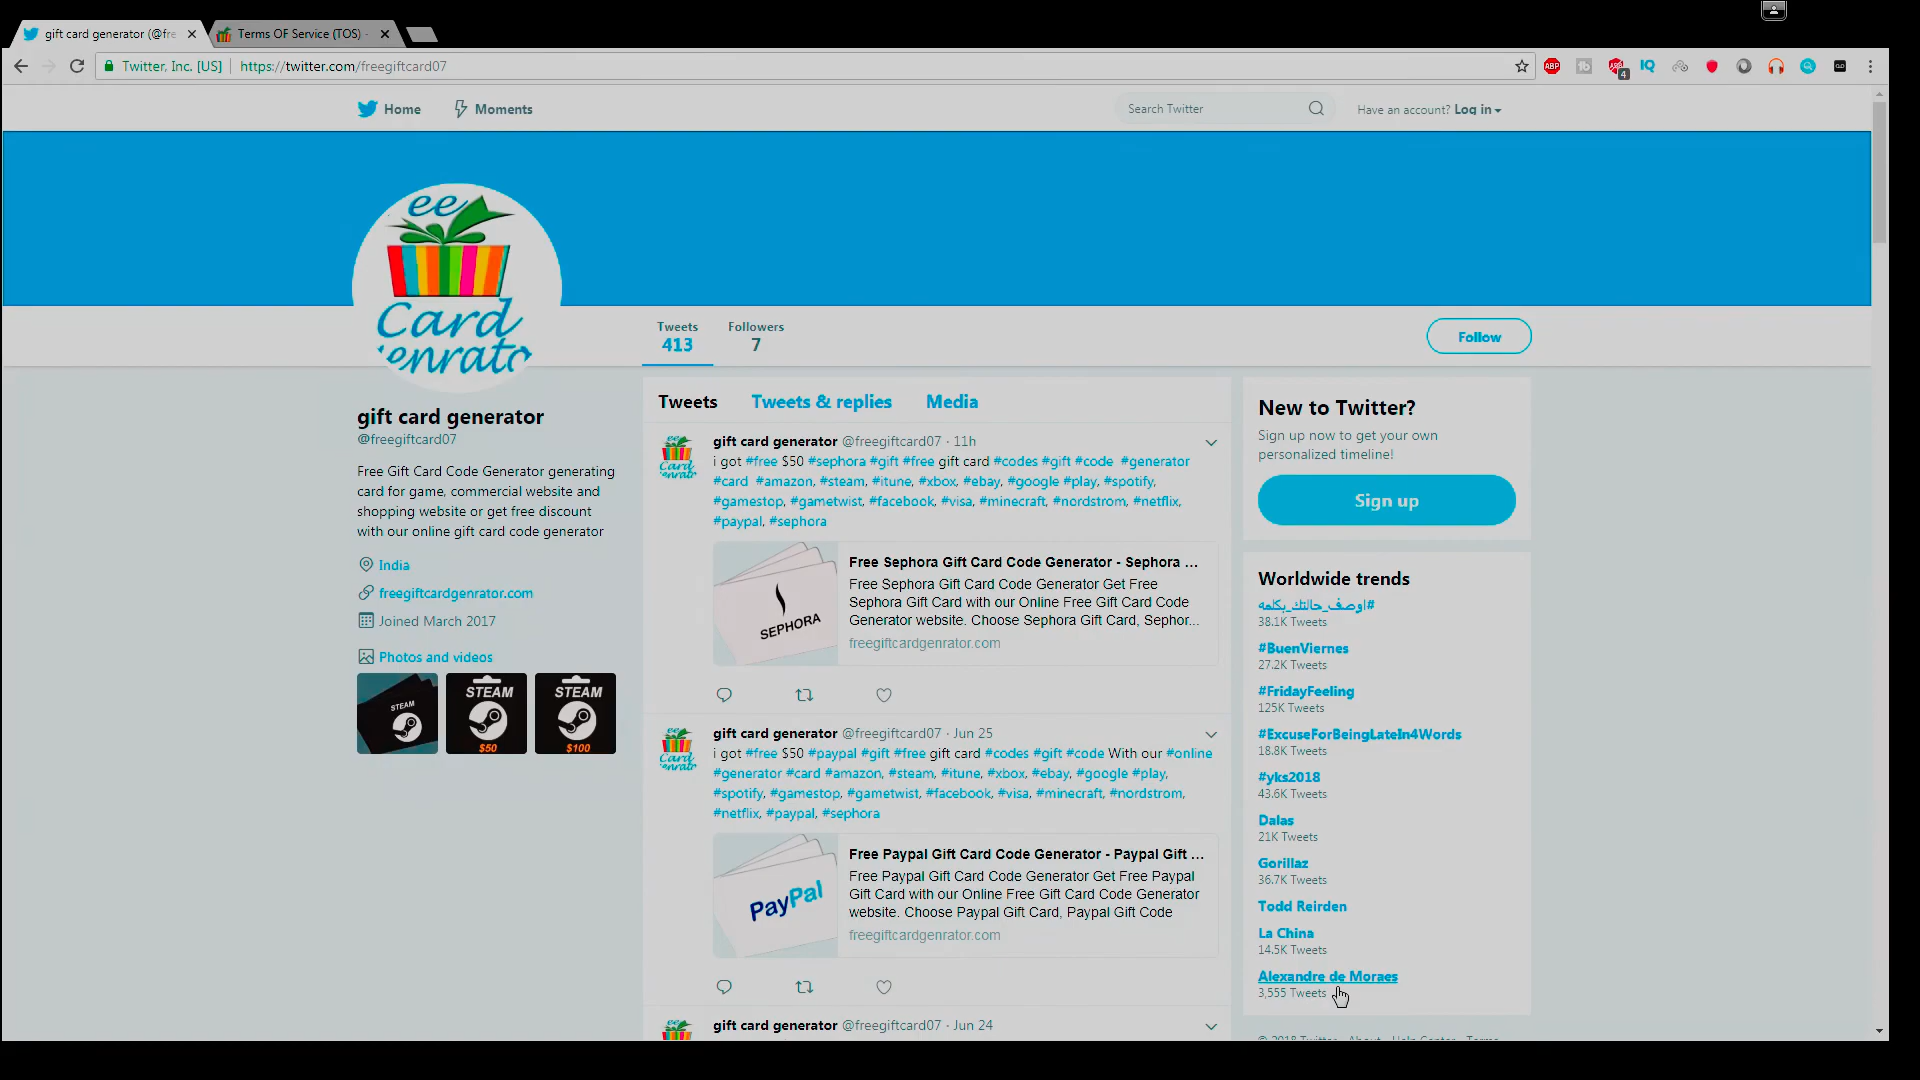 gift card generator (@fre
Terms OF Service (TOS) -
Twitter, Inc. [US]
https://twitter.com/freegiftcard07
ABP
4
IQ
Home
Moments
Search Twitter
Have an account? Log in
ee
Card
enrato
Tweets
413
Followers
7
Follow
gift card generator
@freegiftcard07
Free Gift Card Code Generator generating
card for game, commercial website and
shopping website or get free discount
with our online gift card code generator
India
freegiftcardgenrator.com
Joined March 2017
Photos and videos
STEAM
STEAM
$50
STEAM
$100
Tweets
Tweets & replies
Media
gift card generator @freegiftcard07 · 11h
i got #free $50 #sephora #gift #free gift card #codes #gift #code #generator
#card #amazon, #steam, #itune, #xbox, #ebay, #google #play, #spotify,
#gamestop, #gametwist, #facebook, #visa, #minecraft, #nordstrom, #netflix,
#paypal, #sephora
SEPHORA
Free Sephora Gift Card Code Generator - Sephora ...
Free Sephora Gift Card Code Generator Get Free
Sephora Gift Card with our Online Free Gift Card Code
Generator website. Choose Sephora Gift Card, Sephor...
freegiftcardgenrator.com
gift card generator @freegiftcard07 · Jun 25
i got #free $50 #paypal #gift #free gift card #codes #gift #code With our #online
#generator #card #amazon, #steam, #itune, #xbox, #ebay, #google #play,
#spotify, #gamestop, #gametwist, #facebook, #visa, #minecraft, #nordstrom,
#netflix, #paypal, #sephora
PayPal
Free Paypal Gift Card Code Generator - Paypal Gift ...
Free Paypal Gift Card Code Generator Get Free Paypal
Gift Card with our Online Free Gift Card Code Generator
website. Choose Paypal Gift Card, Paypal Gift Code
freegiftcardgenrator.com
gift card generator @freegiftcard07 · Jun 24
New to Twitter?
Sign up now to get your own
personalized timeline!
Sign up
Worldwide trends
#اوصف_حالتك_بكلمه
38.1K Tweets
#BuenViernes
27.2K Tweets
#FridayFeeling
125K Tweets
#ExcuseForBeingLateIn4Words
18.8K Tweets
#yks2018
43.6K Tweets
Dalas
21K Tweets
Gorillaz
36.7K Tweets
Todd Reirden
La China
14.5K Tweets
Alexandre de Moraes
3,555 Tweets
© 2018 Twitter About Help Center Terms